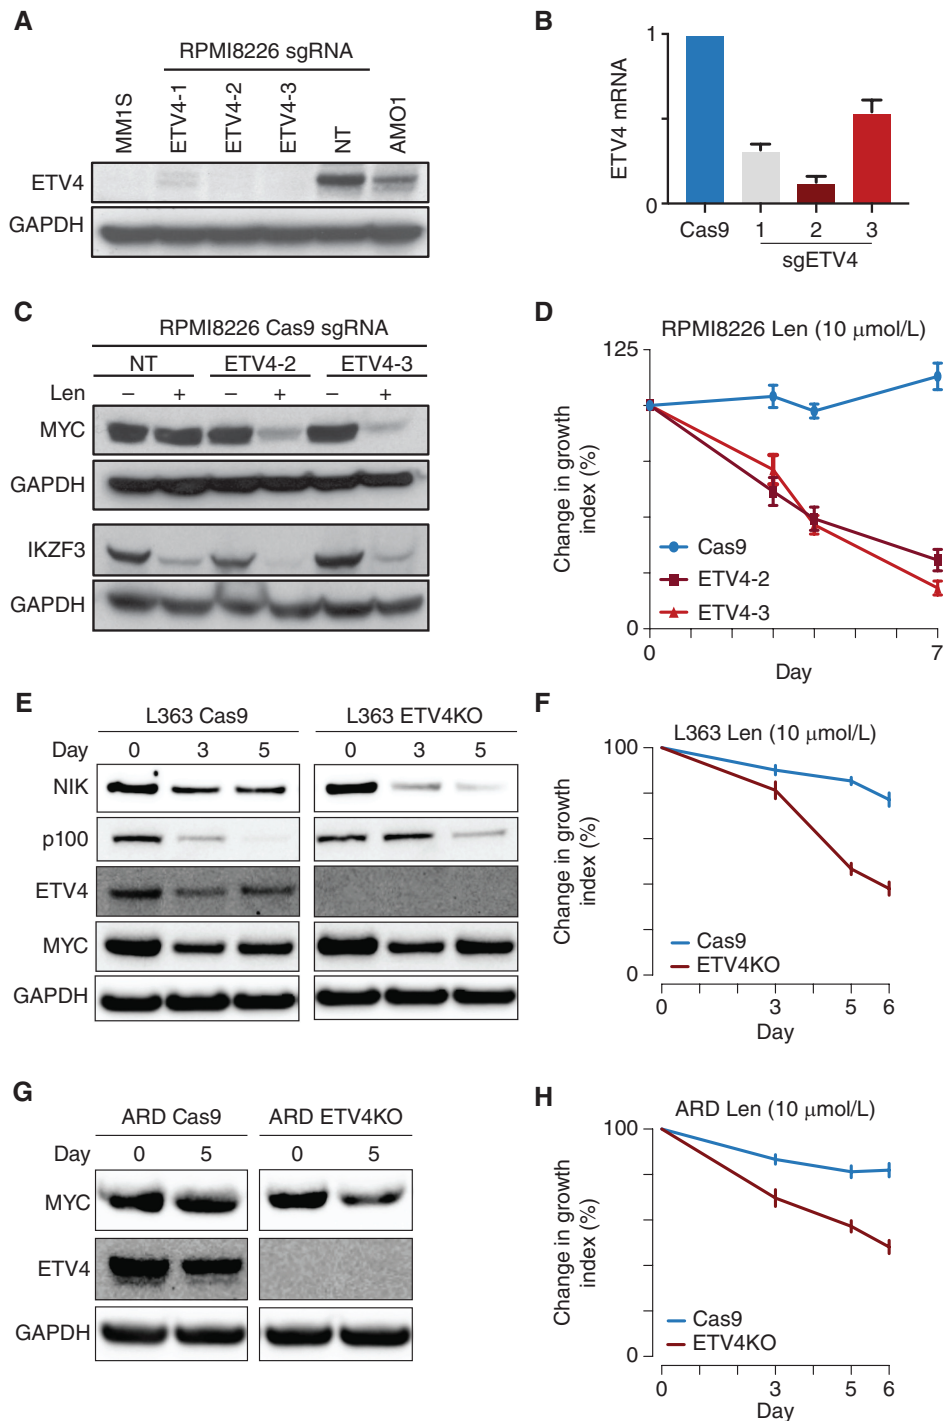 A
RPMI8226 sgRNA
MM1S
ETV4-1
ETV4-2
ETV4-3
NT
AMO1
ETV4
GAPDH
B
ETV4 mRNA
1
0
Cas9 1 2 3
sgETV4
C
RPMI8226 Cas9 sgRNA
NT ETV4-2 ETV4-3
Len − + − + − +
MYC
GAPDH
IKZF3
GAPDH
D
RPMI8226 Len (10 μmol/L)
125
Change in growth
index (%)
Cas9
ETV4-2
ETV4-3
0
0 7
Day
E
L363 Cas9 L363 ETV4KO
Day 0 3 5 0 3 5
NIK
p100
ETV4
MYC
GAPDH
F
L363 Len (10 μmol/L)
100
Change in growth
index (%)
Cas9
ETV4KO
0
0 3 5 6
Day
G
ARD Cas9 ARD ETV4KO
Day 0 5 0 5
MYC
ETV4
GAPDH
H
ARD Len (10 μmol/L)
100
Change in growth
index (%)
Cas9
ETV4KO
0
0 3 5 6
Day